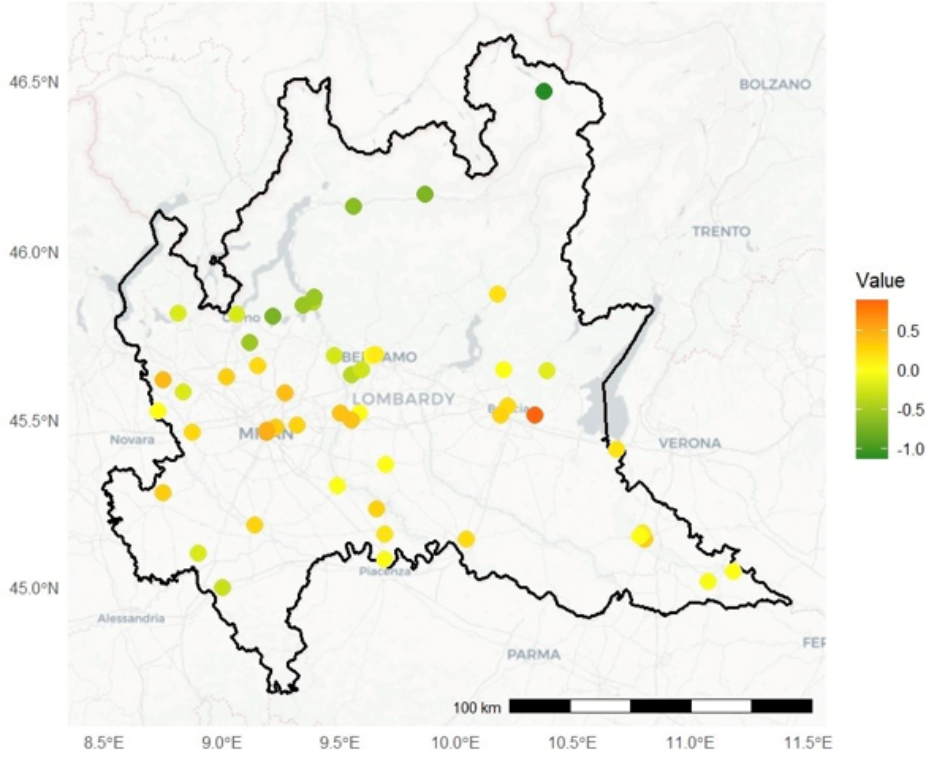 46.5°N
46.0°N
45.5°N
45.0°N
8.5°E 9.0°E 9.5°E 10.0°E 10.5°E 11.0°E 11.5°E
BOLZANO
TRENTO
LOMBARDY
Novara
VERONA
Piacenza
Alessandria
PARMA
100 km
Value
0.5
0.0
-0.5
-1.0